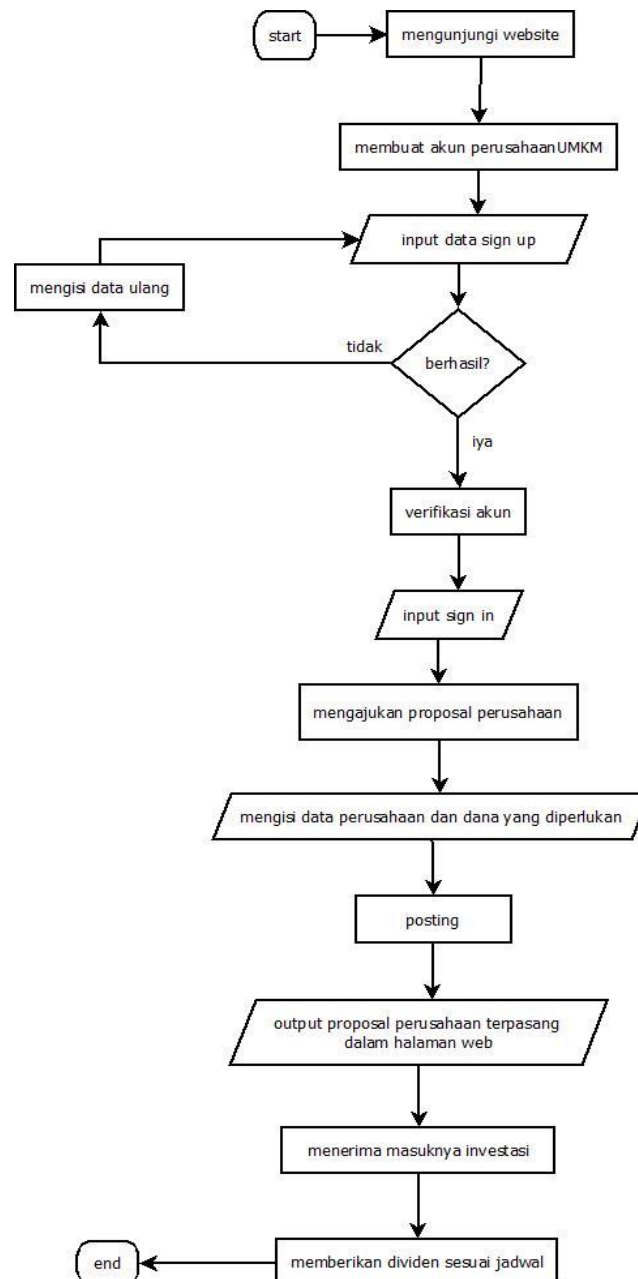 start
mengunjungi website
membuat akun perusahaanUMKM
input data sign up
mengisi data ulang
tidak
berhasil?
iya
verifikasi akun
input sign in
mengajukan proposal perusahaan
mengisi data perusahaan dan dana yang diperlukan
posting
output proposal perusahaan terpasang
dalam halaman web
menerima masuknya investasi
memberikan dividen sesuai jadwal
end